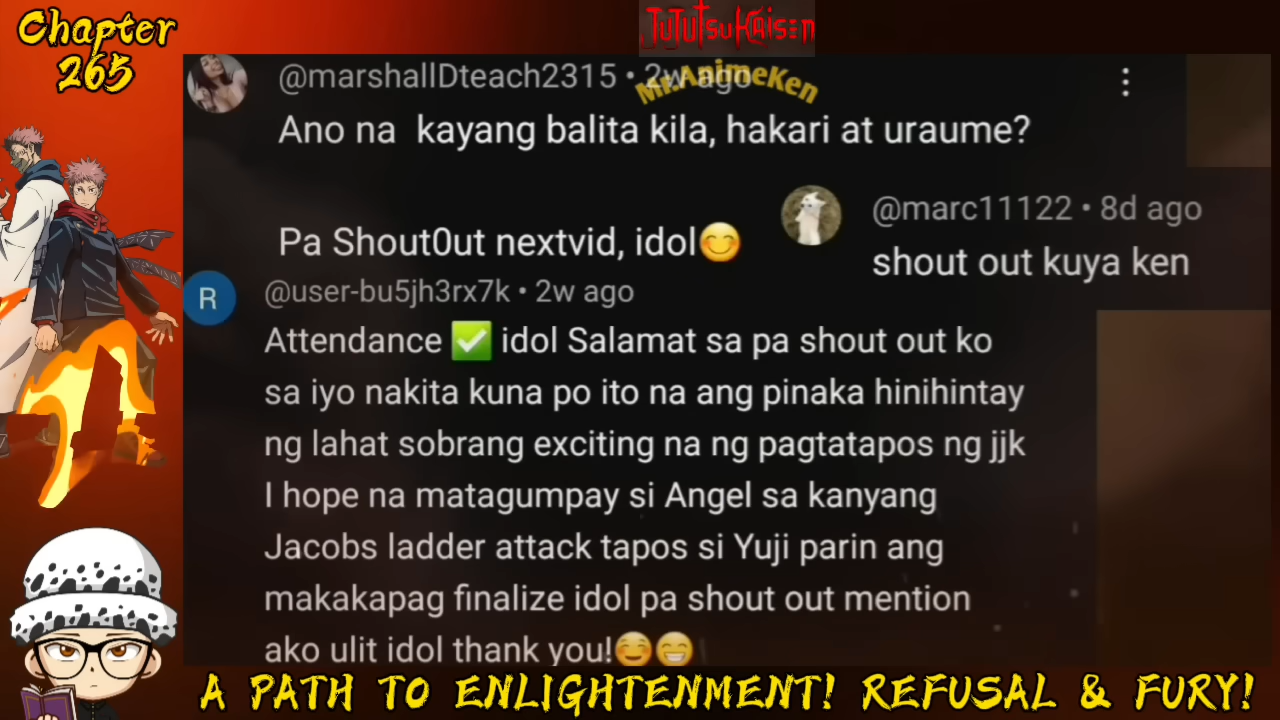 Chapter
265
JuJutsu Kaisen
@marshallDteach2315 • 2w ago
Mr.AnimeKen
Ano na kayang balita kila, hakari at uraume?
@marc11122 • 8d ago
Pa Shout0ut nextvid, idol😊
shout out kuya ken
R
@user-bu5jh3rx7k • 2w ago
Attendance ✅ idol Salamat sa pa shout out ko
sa iyo nakita kuna po ito na ang pinaka hinihintay
ng lahat sobrang exciting na ng pagtatapos ng jjk
I hope na matagumpay si Angel sa kanyang
Jacobs ladder attack tapos si Yuji parin ang
makakapag finalize idol pa shout out mention
ako ulit idol thank you!☺️😁
A PATH TO ENLIGHTENMENT! REFUSAL & FURY!